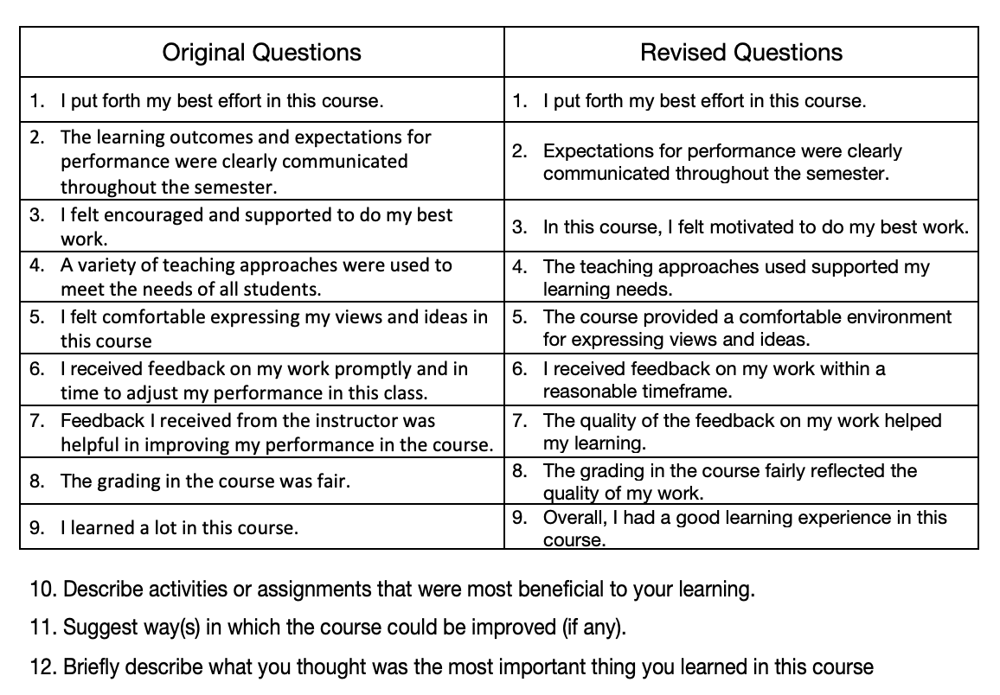 Original Questions
Revised Questions
1. I put forth my best effort in this course.
1. I put forth my best effort in this course.
2. The learning outcomes and expectations for
performance were clearly communicated
throughout the semester.
2. Expectations for performance were clearly
communicated throughout the semester.
3. I felt encouraged and supported to do my best
work.
3. In this course, I felt motivated to do my best work.
4. A variety of teaching approaches were used to
meet the needs of all students.
4. The teaching approaches used supported my
learning needs.
5. I felt comfortable expressing my views and ideas in
this course
5. The course provided a comfortable environment
for expressing views and ideas.
6. I received feedback on my work promptly and in
time to adjust my performance in this class.
6. I received feedback on my work within a
reasonable timeframe.
7. Feedback I received from the instructor was
helpful in improving my performance in the course.
7. The quality of the feedback on my work helped
my learning.
8. The grading in the course was fair.
8. The grading in the course fairly reflected the
quality of my work.
9. I learned a lot in this course.
9. Overall, I had a good learning experience in this
course.
10. Describe activities or assignments that were most beneficial to your learning.
11. Suggest way(s) in which the course could be improved (if any).
12. Briefly describe what you thought was the most important thing you learned in this course